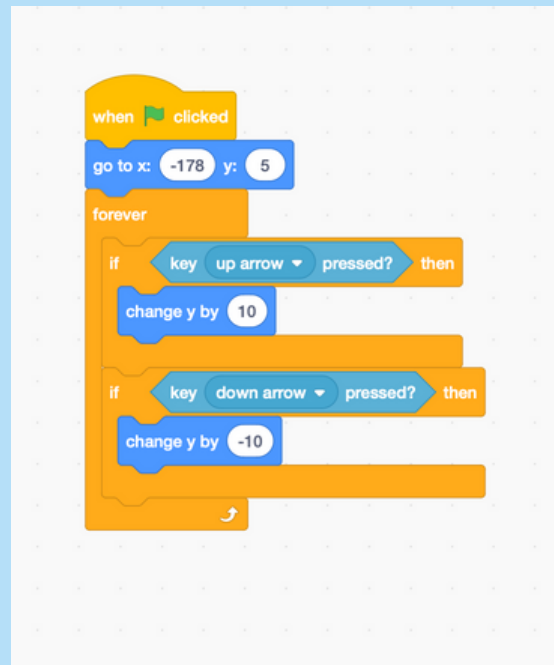 when clicked
go to x: -178 y: 5
forever
if key up arrow pressed? then
change y by 10
if key down arrow pressed? then
change y by -10